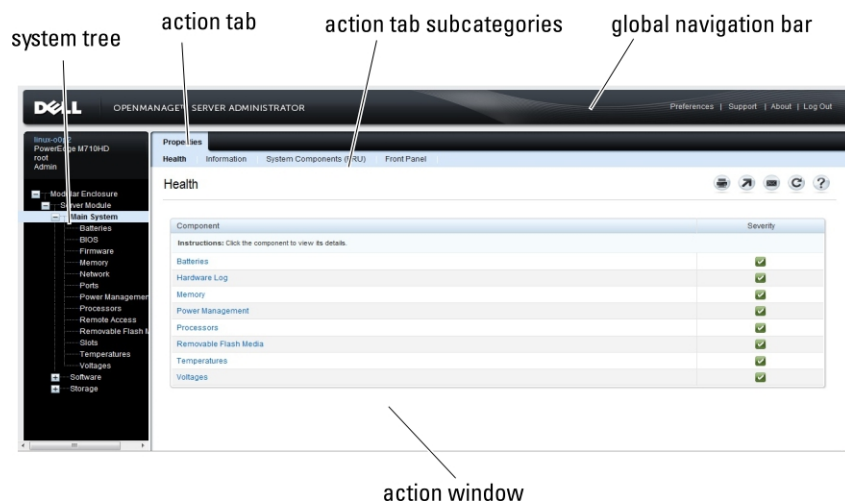 system tree
action tab
action tab subcategories
global navigation bar
DELL
OPENMANAGE™ SERVER ADMINISTRATOR
Preferences | Support | About | Log Out
PowerEdge M710HD
root
Admin
Properties
Health
Information
System Components (FRU)
Front Panel
Modular Enclosure
Server Module
Main System
Batteries
BIOS
Firmware
Memory
Network
Ports
Power Managemen
Processors
Remote Access
Removable Flash M
Slots
Temperatures
Voltages
Software
Storage
Health
?
Component
Severity
Instructions: Click the component to view its details.
Batteries
Hardware Log
Memory
Power Management
Processors
Removable Flash Media
Temperatures
Voltages
action window